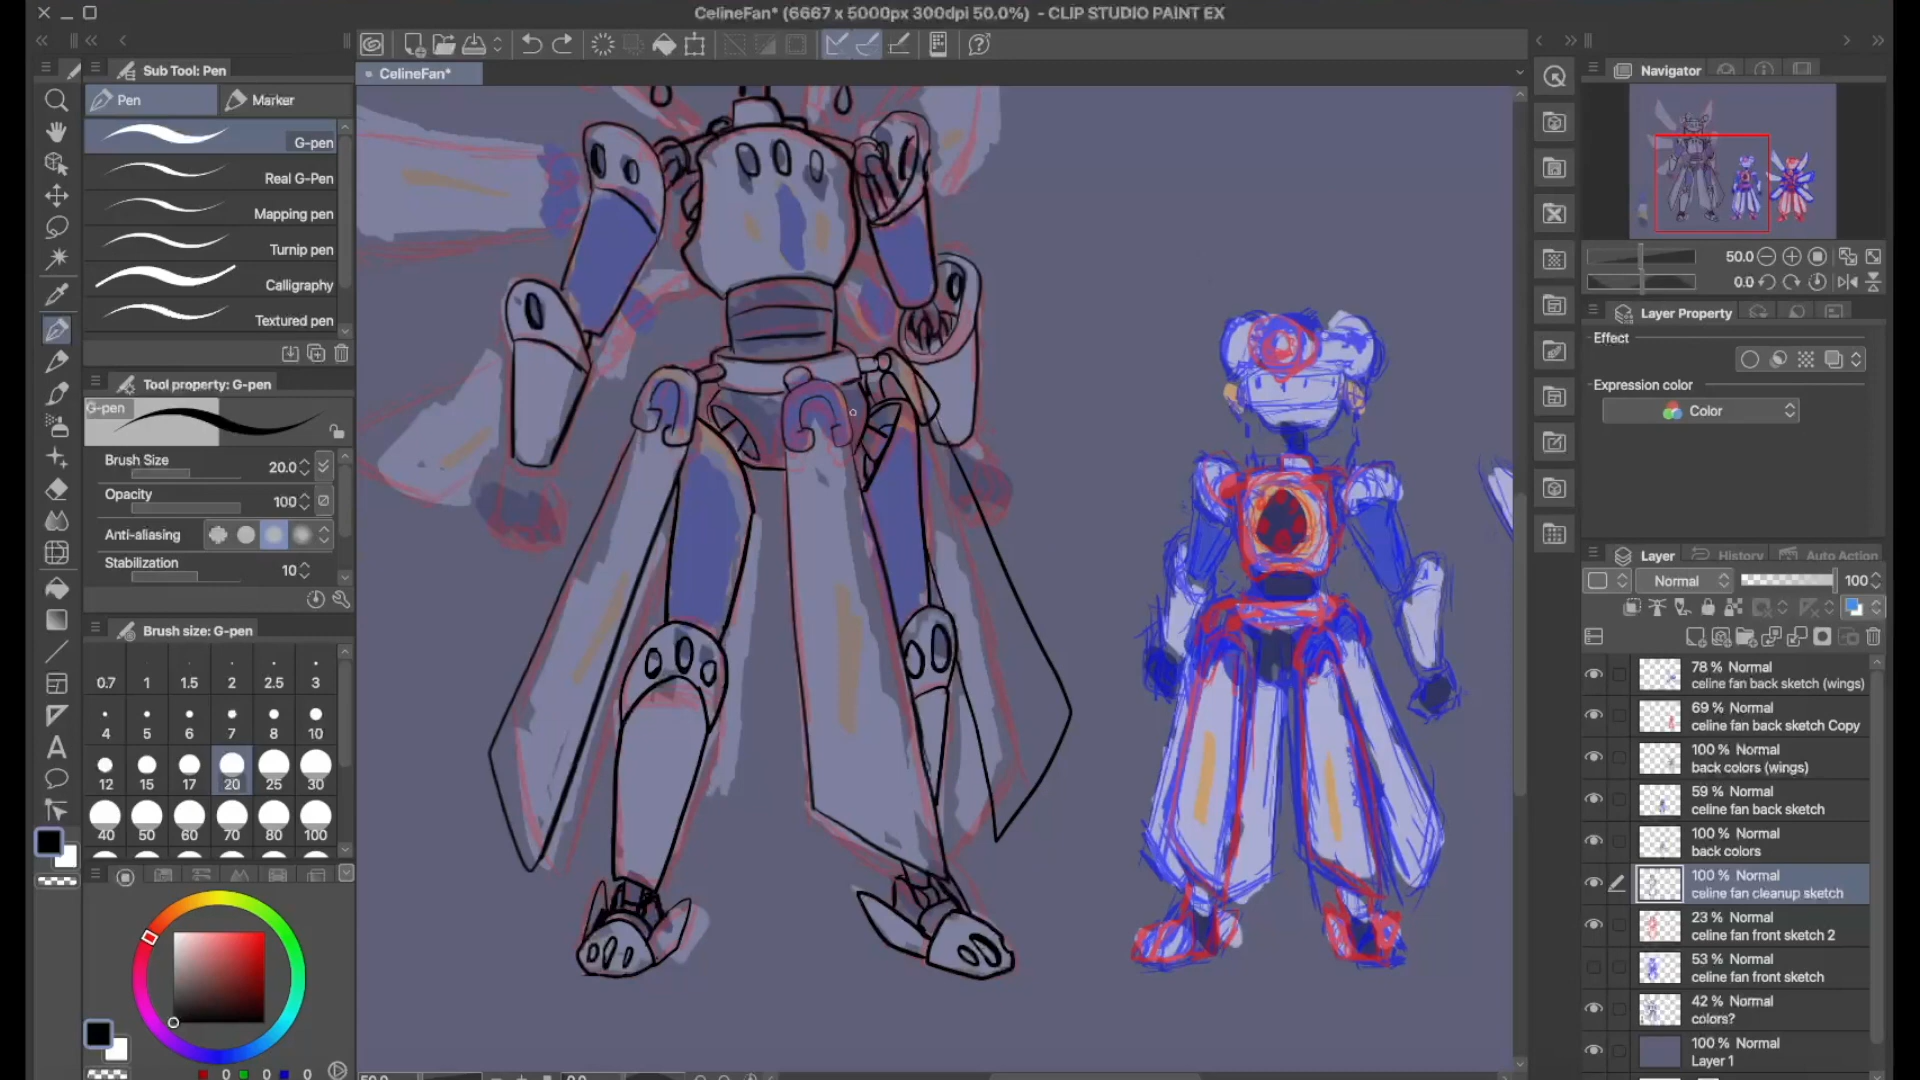 CelineFan* (6667 x 5000px 300dpi 50.0%) - CLIP STUDIO PAINT EX
Sub Tool: Pen
CelineFan*
Navigator
Pen
Marker
G-pen
Real G-Pen
Mapping pen
Turnip pen
Calligraphy
Textured pen
50.0
0.0
Layer Property
Effect
Expression color
Color
Tool property: G-pen
G-pen
Brush Size
20.0
Opacity
100
Anti-aliasing
Stabilization
10
Brush size: G-pen
0.7 1 1.5 2 2.5 3
4 5 6 7 8 10
12 15 17 20 25 30
40 50 60 70 80 100
Layer
History
Auto Action
Normal
100
78 % Normal
celine fan back sketch (wings)
69 % Normal
celine fan back sketch Copy
100 % Normal
back colors (wings)
59 % Normal
celine fan back sketch
100 % Normal
back colors
100 % Normal
celine fan cleanup sketch
23 % Normal
celine fan front sketch 2
53 % Normal
celine fan front sketch
42 % Normal
colors?
100 % Normal
Layer 1
0 0 0
50.0
0.0